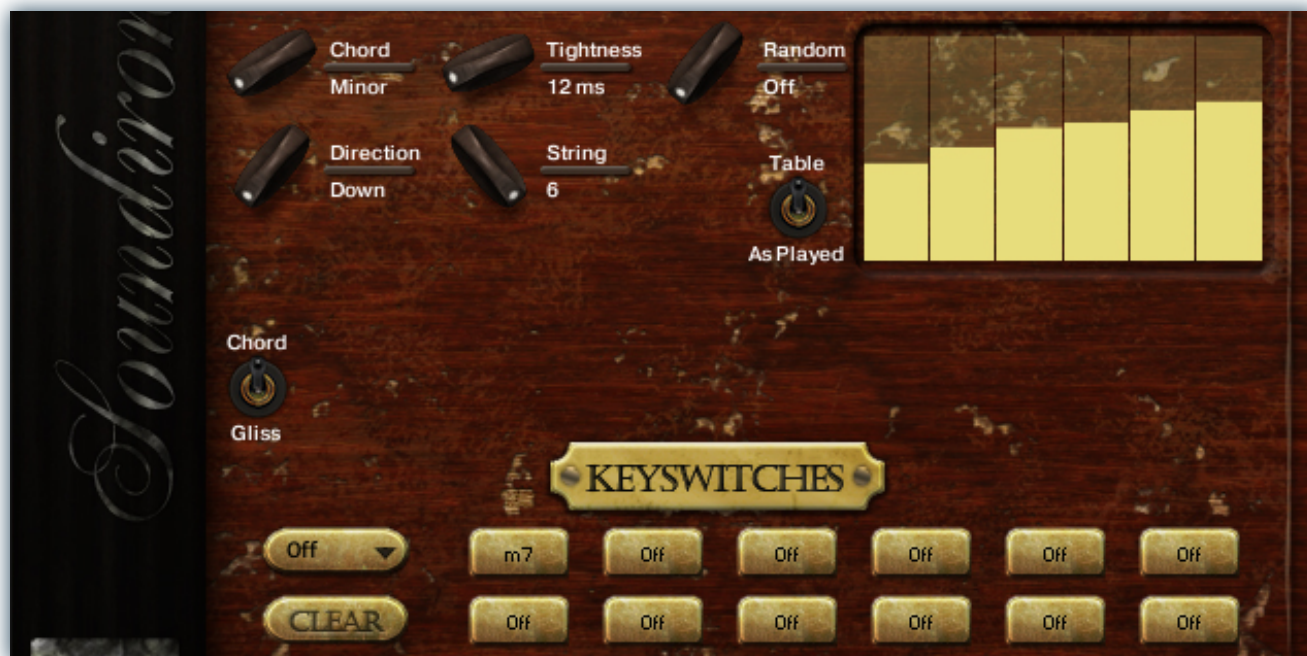 Soundiron
Chord
Minor
Tightness
12 ms
Random
Off
Direction
Down
String
6
Table
As Played
Chord
Gliss
KEYSWITCHES
Off
m7
Off
Off
Off
Off
Off
CLEAR
Off
Off
Off
Off
Off
Off